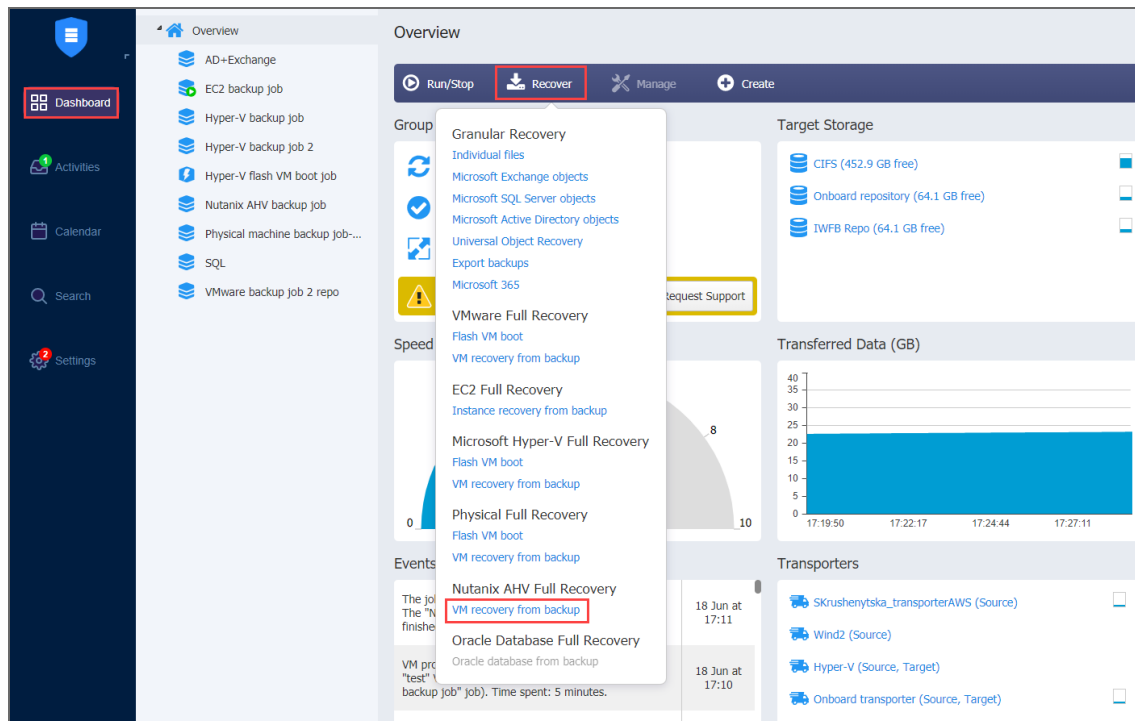 Dashboard
1
Activities
Calendar
Search
2
Settings
Overview
AD+Exchange
EC2 backup job
Hyper-V backup job
Hyper-V backup job 2
Hyper-V flash VM boot job
Nutanix AHV backup job
Physical machine backup job-...
SQL
VMware backup job 2 repo
Overview
Run/Stop
Recover
Manage
Create
Group
Granular Recovery
Individual files
Microsoft Exchange objects
Microsoft SQL Server objects
Microsoft Active Directory objects
Universal Object Recovery
Export backups
Microsoft 365
VMware Full Recovery
Flash VM boot
VM recovery from backup
EC2 Full Recovery
Instance recovery from backup
Microsoft Hyper-V Full Recovery
Flash VM boot
VM recovery from backup
Physical Full Recovery
Flash VM boot
VM recovery from backup
Nutanix AHV Full Recovery
VM recovery from backup
Oracle Database Full Recovery
Oracle database from backup
Request Support
Speed
0
8
10
Events
The jo
The "N
finishe
18 Jun at
17:11
VM pro
"test"
backup job" job). Time spent: 5 minutes.
18 Jun at
17:10
Target Storage
CIFS (452.9 GB free)
Onboard repository (64.1 GB free)
IWFB Repo (64.1 GB free)
Transferred Data (GB)
40
35
30
25
20
15
10
5
0
17:19:50 17:22:17 17:24:44 17:27:11
Transporters
SKrushenytska_transporterAWS (Source)
Wind2 (Source)
Hyper-V (Source, Target)
Onboard transporter (Source, Target)